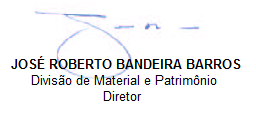 JOSÉ ROBERTO BANDEIRA BARROS
Divisão de Material e Patrimônio
Diretor